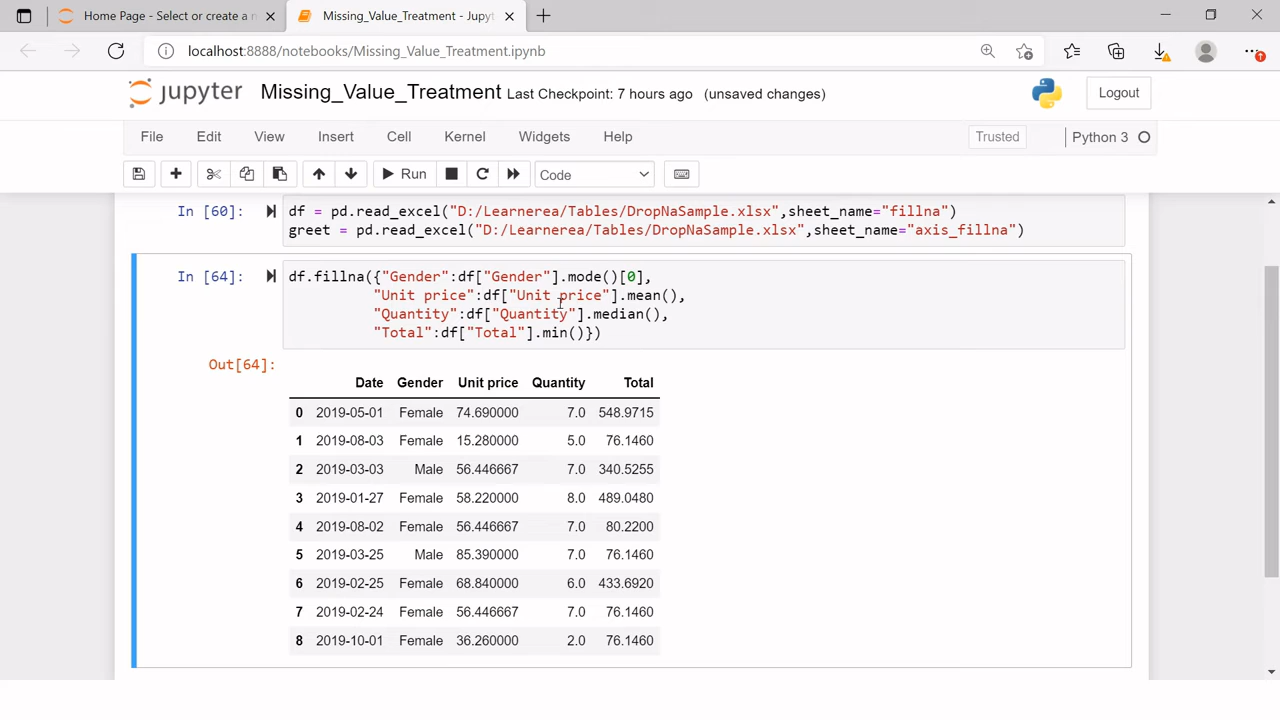 Home Page - Select or create a n
Missing_Value_Treatment - Jupyt
localhost:8888/notebooks/Missing_Value_Treatment.ipynb
jupyter Missing_Value_Treatment Last Checkpoint: 7 hours ago (unsaved changes) Logout
File Edit View Insert Cell Kernel Widgets Help Trusted Python 3
Run Code
In [60]: df = pd.read_excel("D:/Learnerea/Tables/DropNaSample.xlsx",sheet_name="fillna")
greet = pd.read_excel("D:/Learnerea/Tables/DropNaSample.xlsx",sheet_name="axis_fillna")
In [64]: df.fillna({"Gender":df["Gender"].mode()[0],
"Unit price":df["Unit price"].mean(),
"Quantity":df["Quantity"].median(),
"Total":df["Total"].min()})
Out[64]:
Date Gender Unit price Quantity Total
0 2019-05-01 Female 74.690000 7.0 548.9715
1 2019-08-03 Female 15.280000 5.0 76.1460
2 2019-03-03 Male 56.446667 7.0 340.5255
3 2019-01-27 Female 58.220000 8.0 489.0480
4 2019-08-02 Female 56.446667 7.0 80.2200
5 2019-03-25 Male 85.390000 7.0 76.1460
6 2019-02-25 Female 68.840000 6.0 433.6920
7 2019-02-24 Female 56.446667 7.0 76.1460
8 2019-10-01 Female 36.260000 2.0 76.1460